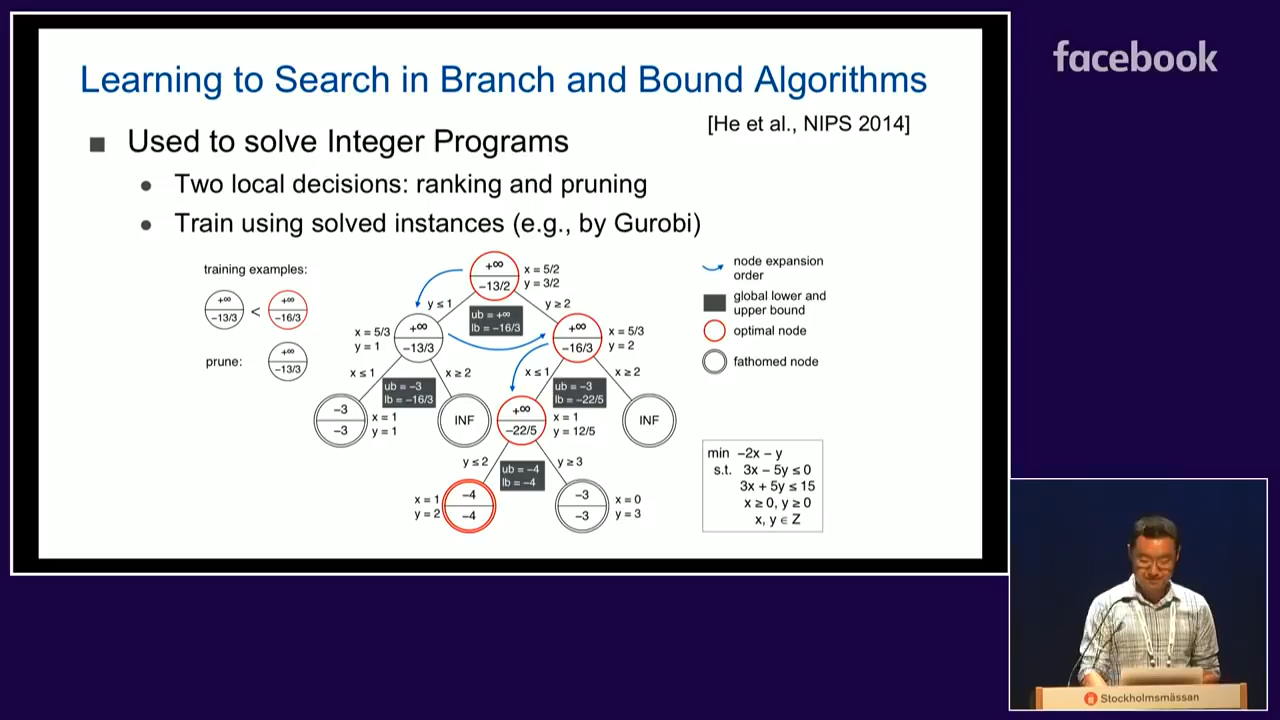 Learning to Search in Branch and Bound Algorithms
[He et al., NIPS 2014]
■ Used to solve Integer Programs
• Two local decisions: ranking and pruning
• Train using solved instances (e.g., by Gurobi)
training examples:
+∞
−13/3
<
+∞
−16/3
prune:
+∞
−13/3
+∞
−13/2
x = 5/2
y = 3/2
y ≤ 1
ub = +∞
lb = −16/3
y ≥ 2
x = 5/3
y = 1
+∞
−13/3
+∞
−16/3
x = 5/3
y = 2
x ≤ 1
ub = −3
lb = −16/3
x ≥ 2
x ≤ 1
ub = −3
lb = −22/5
x ≥ 2
−3
−3
x = 1
y = 1
INF
+∞
−22/5
x = 1
y = 12/5
INF
y ≤ 2
ub = −4
lb = −4
y ≥ 3
x = 1
y = 2
−4
−4
−3
−3
x = 0
y = 3
node expansion
order
global lower and
upper bound
optimal node
fathomed node
min −2x − y
s.t. 3x − 5y ≤ 0
3x + 5y ≤ 15
x ≥ 0, y ≥ 0
x, y ∈ Z
facebook
Stockholmsmässan